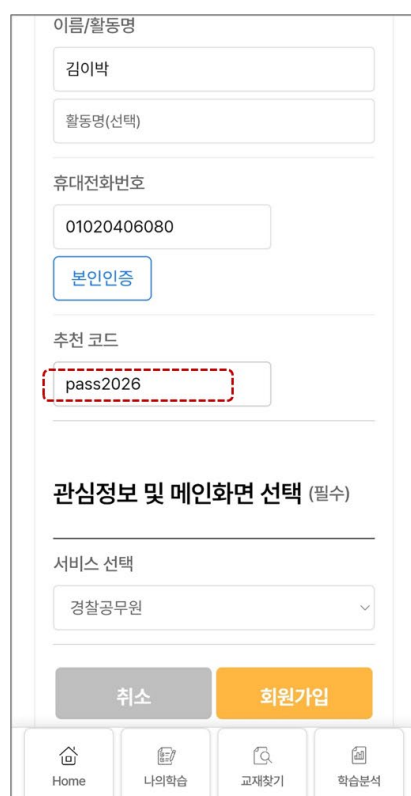 이름/활동명
김이박
활동명(선택)
휴대전화번호
01020406080
본인인증
추천 코드
pass2026
관심정보 및 메인화면 선택 (필수)
서비스 선택
경찰공무원
취소 회원가입
Home 나의학습 교재찾기 학습분석